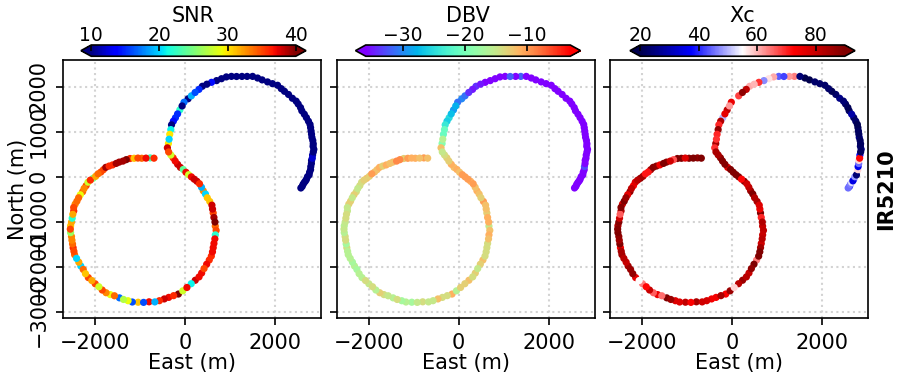 SNR DBV Xc
10 20 30 40 −30 −20 −10 20 40 60 80
2000
1000
0
−1000
−2000
−3000
North (m)
IR5210
−2000 0 2000 −2000 0 2000 −2000 0 2000
East (m) East (m) East (m)